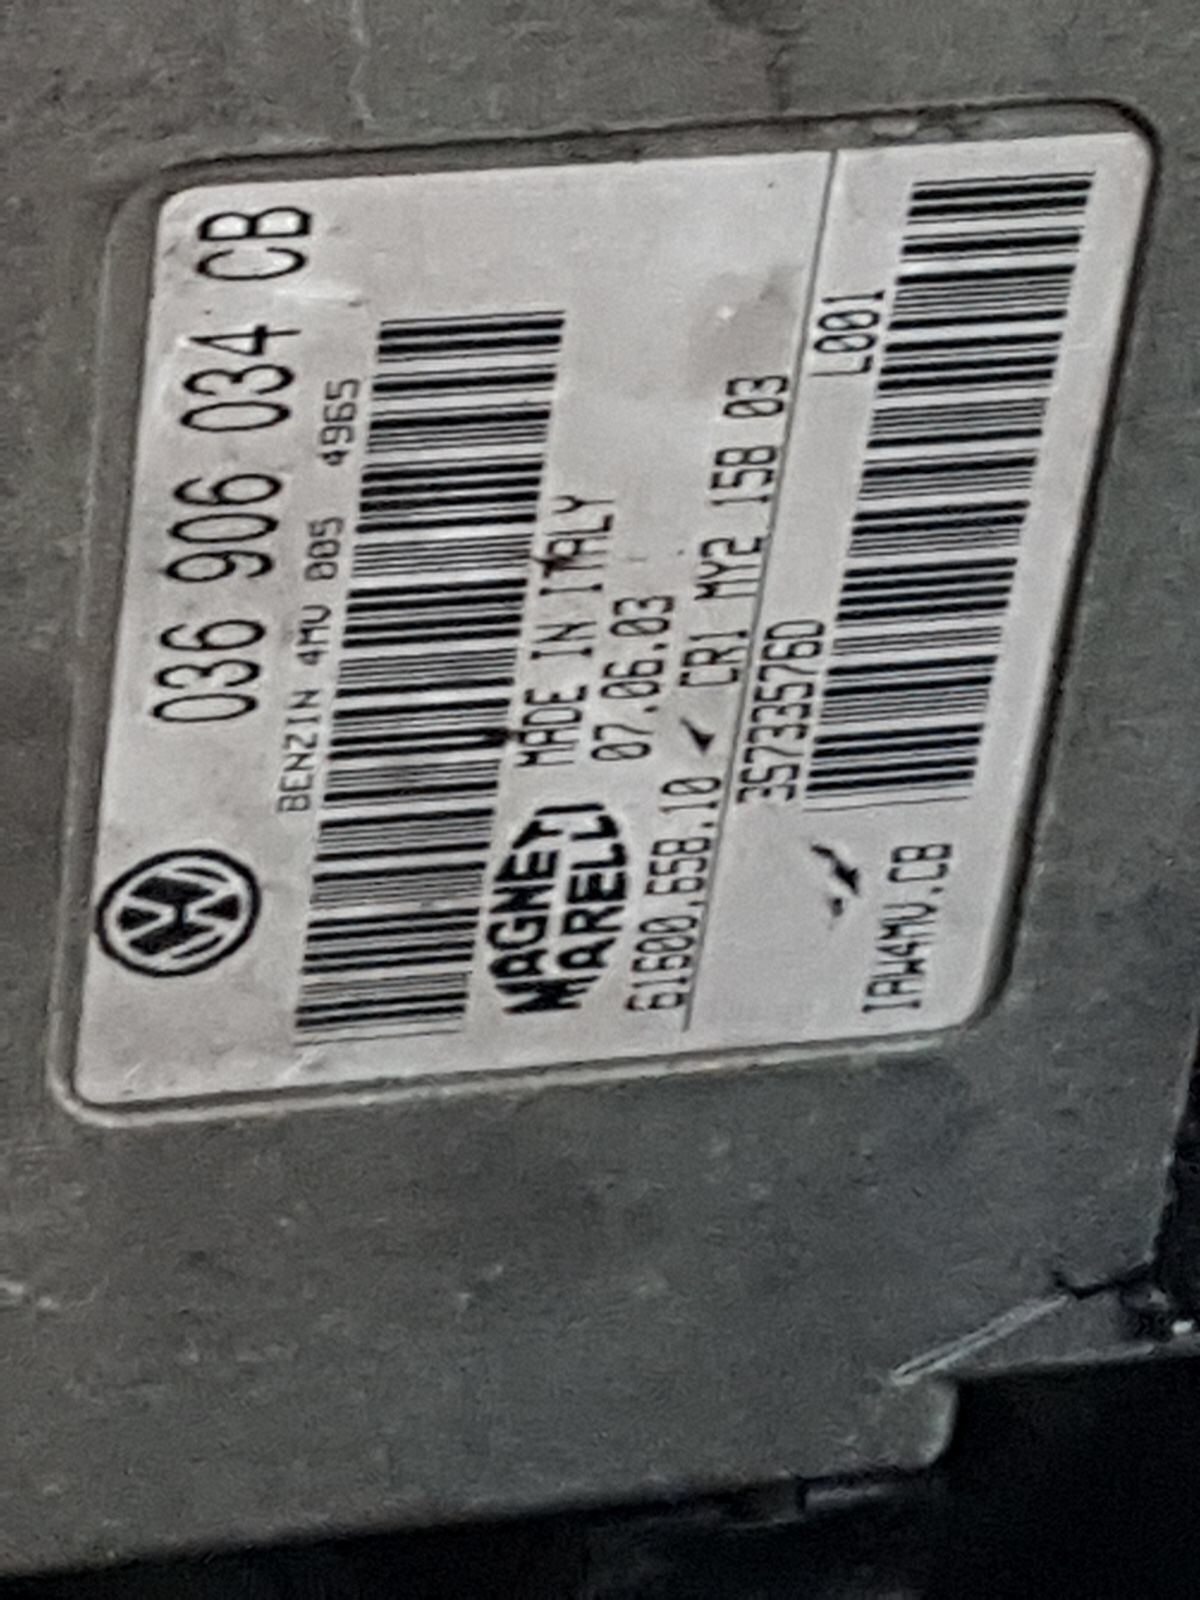 036 906 034 CB
BENZIN 4MV 005 4965
MAGNETI
MARELLI
MADE IN ITALY
07.06.03
61600.658.10 CR1 MY2 158 03
35733576D L001
IAW4MV.CB